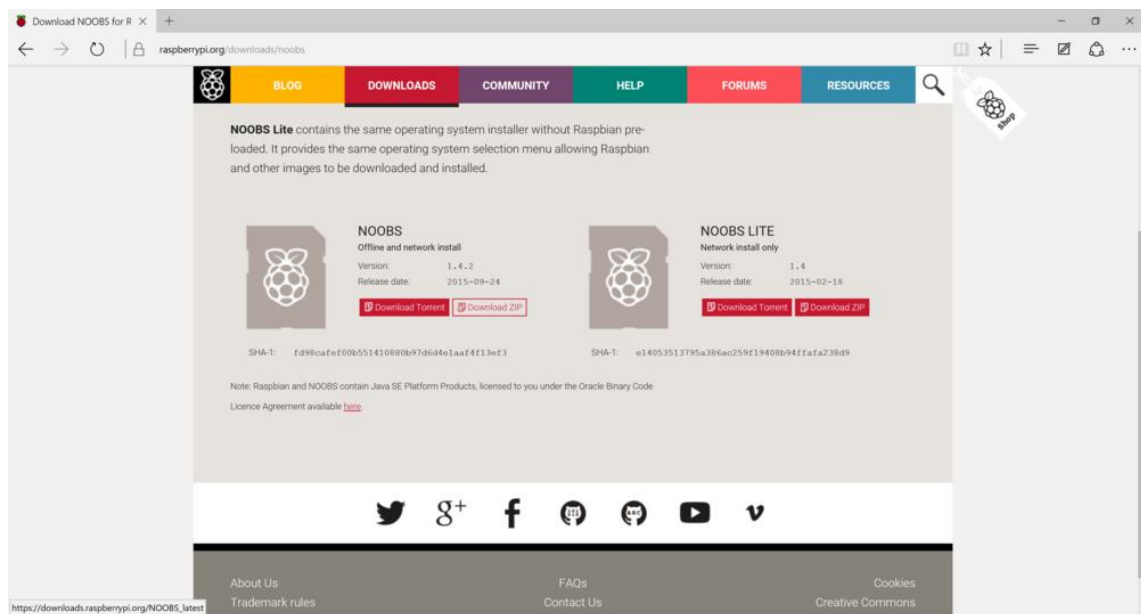 Download NOOBS for R
raspberrypi.org/downloads/noobs
BLOG
DOWNLOADS
COMMUNITY
HELP
FORUMS
RESOURCES
shop
NOOBS Lite contains the same operating system installer without Raspbian pre-
loaded. It provides the same operating system selection menu allowing Raspbian
and other images to be downloaded and installed.
NOOBS
Offline and network install
Version: 1.4.2
Release date: 2015-09-24
Download Torrent
Download ZIP
SHA-1: fd98cafef00b551410880b97d6d4e1aaf4f13ef3
NOOBS LITE
Network install only
Version: 1.4
Release date: 2015-02-18
Download Torrent
Download ZIP
SHA-1: e14053513795a386ac259f19408b94ffafa238d9
Note: Raspbian and NOOBS contain Java SE Platform Products, licensed to you under the Oracle Binary Code
Licence Agreement available here.
g+
About Us
FAQs
Cookies
Trademark rules
Contact Us
Creative Commons
https://downloads.raspberrypi.org/NOOBS_latest